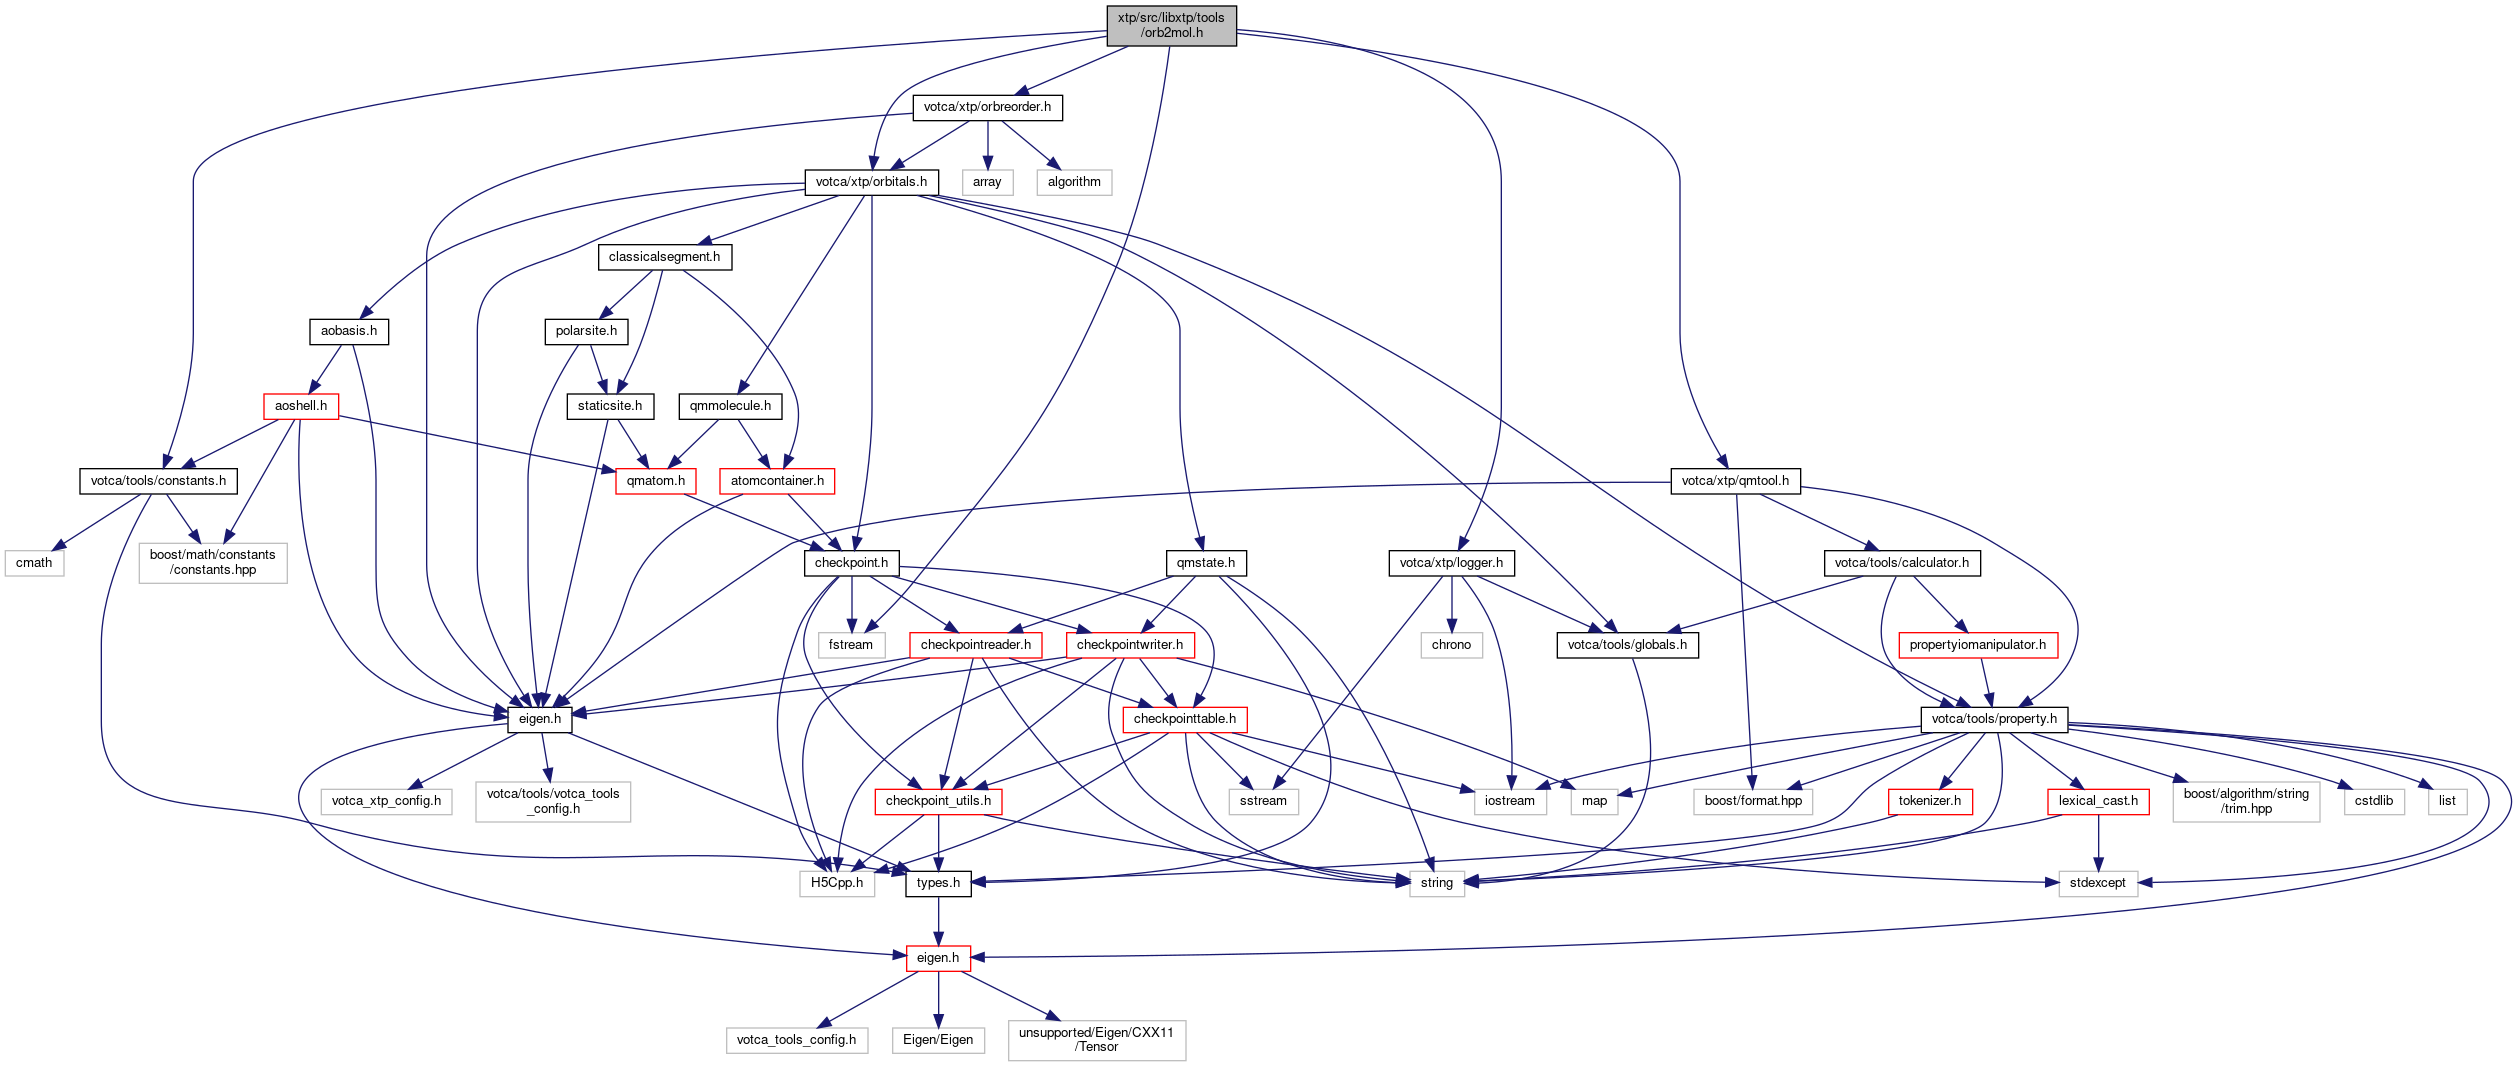 xtp/src/libxtp/tools
/orb2mol.h
votca/xtp/orbreorder.h
votca/xtp/orbitals.h
array
algorithm
classicalsegment.h
aobasis.h
polarsite.h
aoshell.h
staticsite.h
qmmolecule.h
votca/tools/constants.h
qmatom.h
atomcontainer.h
votca/xtp/qmtool.h
cmath
boost/math/constants
/constants.hpp
checkpoint.h
qmstate.h
votca/xtp/logger.h
votca/tools/calculator.h
fstream
checkpointreader.h
checkpointwriter.h
chrono
votca/tools/globals.h
propertyiomanipulator.h
eigen.h
checkpointtable.h
votca/tools/property.h
votca_xtp_config.h
votca/tools/votca_tools
_config.h
checkpoint_utils.h
sstream
iostream
map
boost/format.hpp
tokenizer.h
lexical_cast.h
boost/algorithm/string
/trim.hpp
cstdlib
list
H5Cpp.h
types.h
string
stdexcept
eigen.h
votca_tools_config.h
Eigen/Eigen
unsupported/Eigen/CXX11
/Tensor